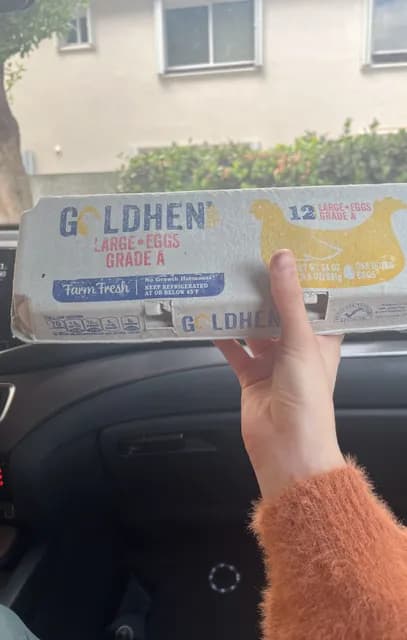 GOLDHEN
LARGE•EGGS
GRADE A
Farm Fresh
No Growth Hormones*
KEEP REFRIGERATED
AT OR BELOW 45°F
12 LARGE•EGGS
GRADE A
EGGS
GOLDHEN